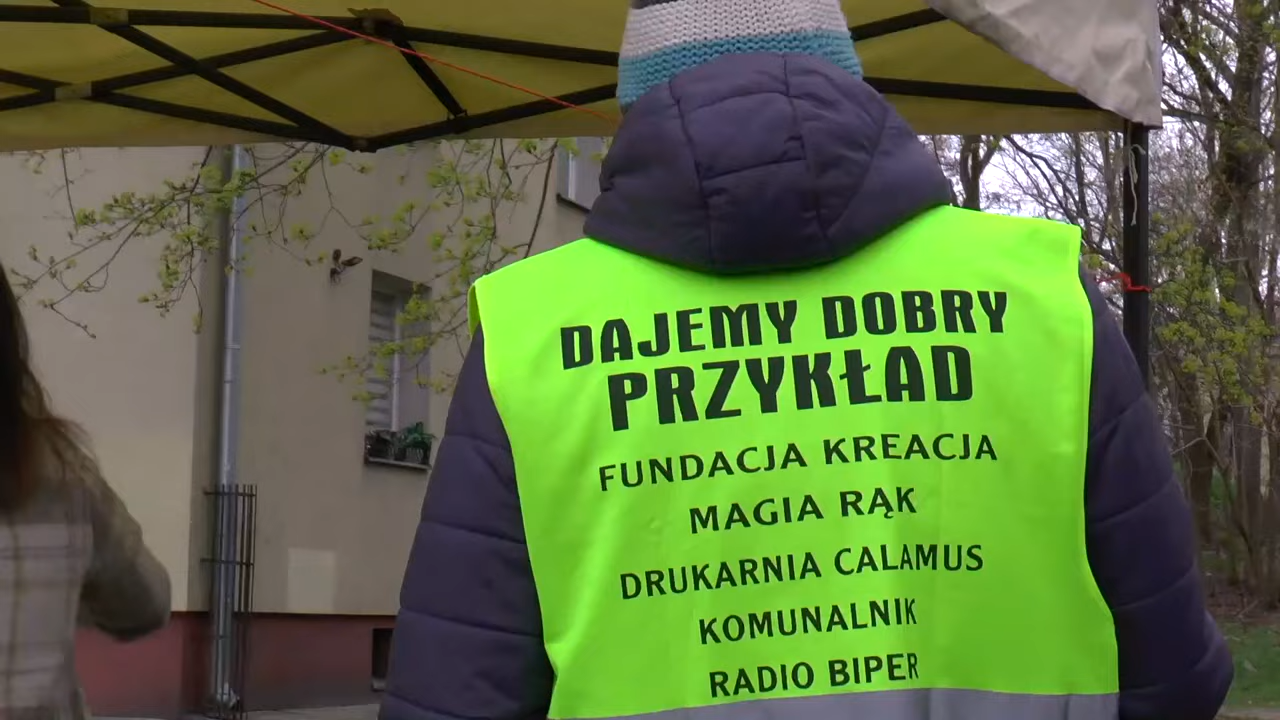 DAJEMY DOBRY
PRZYKŁAD
FUNDACJA KREACJA
MAGIA RĄK
DRUKARNIA CALAMUS
KOMUNALNIK
RADIO BIPER